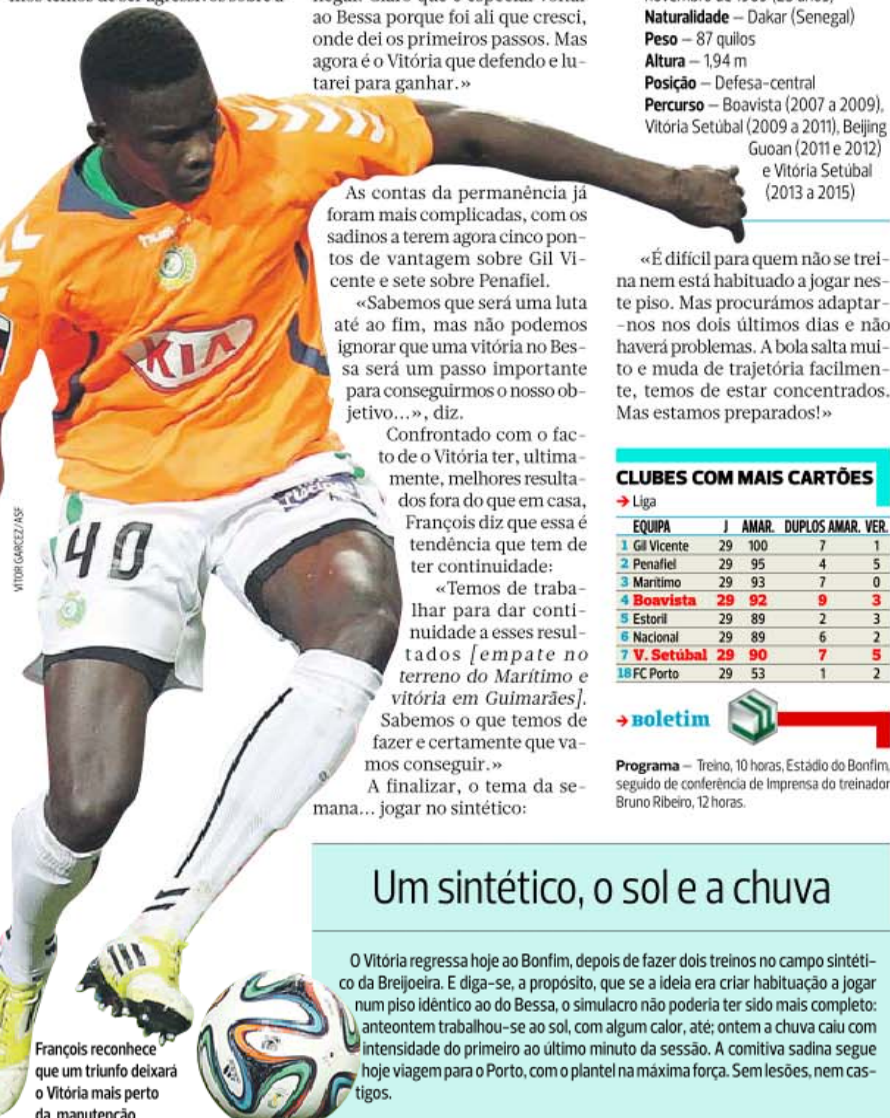 ao Bessa porque foi ali que cresci,
onde dei os primeiros passos. Mas
agora é o Vitória que defendo e lu-
tarei para ganhar.»
As contas da permanência já
foram mais complicadas, com os
sadinos a terem agora cinco pon-
tos de vantagem sobre Gil Vi-
cente e sete sobre Penafiel.
«Sabemos que será uma luta
até ao fim, mas não podemos
ignorar que uma vitória no Bes-
sa será um passo importante
para conseguirmos o nosso ob-
jetivo...», diz.
Confrontado com o fac-
to de o Vitória ter, ultima-
mente, melhores resulta-
dos fora do que em casa,
François diz que essa é
tendência que tem de
ter continuidade:
«Temos de traba-
lhar para dar conti-
nuidade a esses resul-
tados [empate no
terreno do Marítimo e
vitória em Guimarães].
Sabemos o que temos de
fazer e certamente que va-
mos conseguir.»
A finalizar, o tema da se-
mana... jogar no sintético:
Naturalidade – Dakar (Senegal)
Peso – 87 quilos
Altura – 1,94 m
Posição – Defesa-central
Percurso – Boavista (2007 a 2009),
Vitória Setúbal (2009 a 2011), Beijing
Guoan (2011 e 2012)
e Vitória Setúbal
(2013 a 2015)
«É difícil para quem não se trei-
na nem está habituado a jogar nes-
te piso. Mas procurámos adaptar-
-nos nos dois últimos dias e não
haverá problemas. A bola salta mui-
to e muda de trajetória facilmen-
te, temos de estar concentrados.
Mas estamos preparados!»
CLUBES COM MAIS CARTÕES
→ Liga
EQUIPA J AMAR. DUPLOS AMAR. VER.
1 Gil Vicente 29 100 7 1
2 Penafiel 29 95 4 5
3 Marítimo 29 93 7 0
4 Boavista 29 92 9 3
5 Estoril 29 89 2 3
6 Nacional 29 89 6 2
7 V. Setúbal 29 90 7 5
18 FC Porto 29 53 1 2
→ Boletim
Programa – Treino, 10 horas, Estádio do Bonfim,
seguido de conferência de Imprensa do treinador
Bruno Ribeiro, 12 horas.
KIA
40
VITOR GARCEZ/ASF
François reconhece
que um triunfo deixará
o Vitória mais perto
da manutenção
Um sintético, o sol e a chuva
O Vitória regressa hoje ao Bonfim, depois de fazer dois treinos no campo sintéti-
co da Breijoeira. E diga-se, a propósito, que se a ideia era criar habituação a jogar
num piso idêntico ao do Bessa, o simulacro não poderia ter sido mais completo:
anteontem trabalhou-se ao sol, com algum calor, até; ontem a chuva caiu com
intensidade do primeiro ao último minuto da sessão. A comitiva sadina segue
hoje viagem para o Porto, com o plantel na máxima força. Sem lesões, nem cas-
tigos.